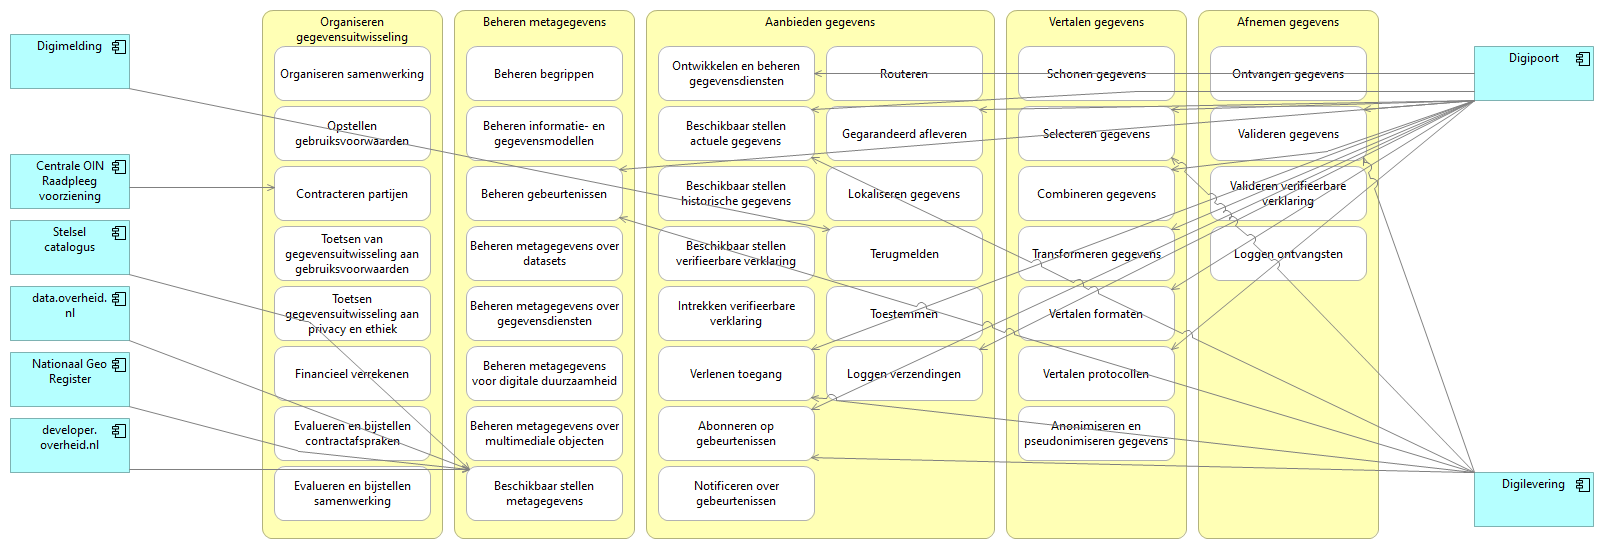 Digimelding
Centrale OIN
Raadpleeg
voorziening
Stelsel
catalogus
data.overheid.
nl
Nationaal Geo
Register
developer.
overheid.nl
Organiseren
gegevensuitwisseling
Organiseren samenwerking
Opstellen
gebruiksvoorwaarden
Contracteren partijen
Toetsen van
gegevensuitwisseling aan
gebruiksvoorwaarden
Toetsen
gegevensuitwisseling aan
privacy en ethiek
Financieel verrekenen
Evalueren en bijstellen
contractafspraken
Evalueren en bijstellen
samenwerking
Beheren metagegevens
Beheren begrippen
Beheren informatie- en
gegevensmodellen
Beheren gebeurtenissen
Beheren metagegevens over
datasets
Beheren metagegevens over
gegevensdiensten
Beheren metagegevens
voor digitale duurzaamheid
Beheren metagegevens over
multimediale objecten
Beschikbaar stellen
metagegevens
Aanbieden gegevens
Ontwikkelen en beheren
gegevensdiensten
Beschikbaar stellen
actuele gegevens
Beschikbaar stellen
historische gegevens
Beschikbaar stellen
verifieerbare verklaring
Intrekken verifieerbare
verklaring
Verlenen toegang
Abonneren op
gebeurtenissen
Notificeren over
gebeurtenissen
Routeren
Gegarandeerd afleveren
Lokaliseren gegevens
Terugmelden
Toestemmen
Loggen verzendingen
Vertalen gegevens
Schonen gegevens
Selecteren gegevens
Combineren gegevens
Transformeren gegevens
Vertalen formaten
Vertalen protocollen
Anonimiseren en
pseudonimiseren gegevens
Afnemen gegevens
Ontvangen gegevens
Valideren gegevens
Valideren verifieerbare
verklaring
Loggen ontvangsten
Digipoort
Digilevering